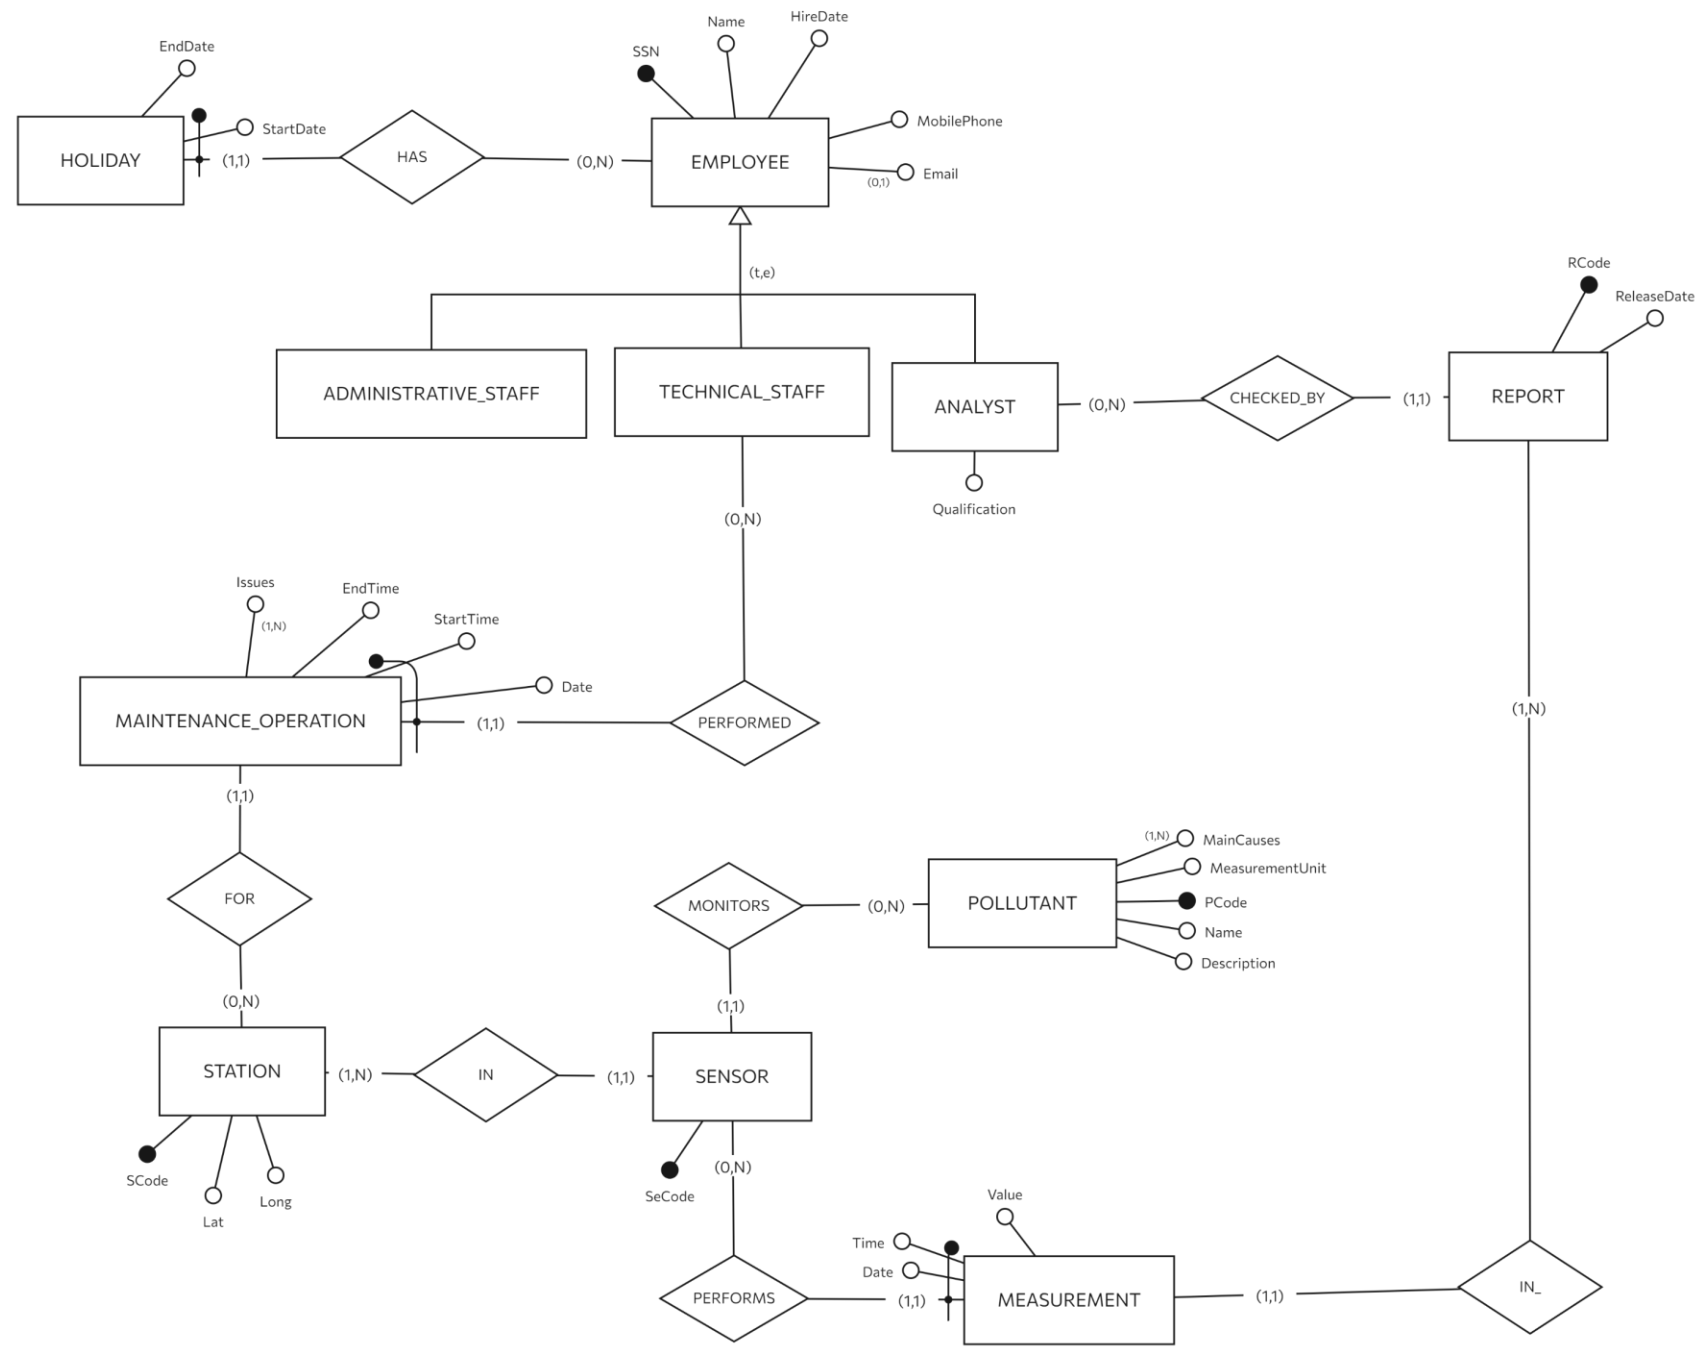 EndDate
StartDate
HOLIDAY
(1,1)
HAS
(0,N)
SSN
Name
HireDate
MobilePhone
Email
(0,1)
EMPLOYEE
(t,e)
ADMINISTRATIVE_STAFF
TECHNICAL_STAFF
ANALYST
Qualification
(0,N)
CHECKED_BY
(1,1)
RCode
ReleaseDate
REPORT
(0,N)
(1,N)
Issues
(1,N)
EndTime
StartTime
Date
MAINTENANCE_OPERATION
(1,1)
PERFORMED
(1,1)
FOR
(0,N)
MONITORS
(0,N)
POLLUTANT
(1,N)
MainCauses
MeasurementUnit
PCode
Name
Description
(1,1)
STATION
(1,N)
IN
(1,1)
SENSOR
SCode
Lat
Long
SeCode
(0,N)
PERFORMS
(1,1)
Time
Date
Value
MEASUREMENT
(1,1)
IN_